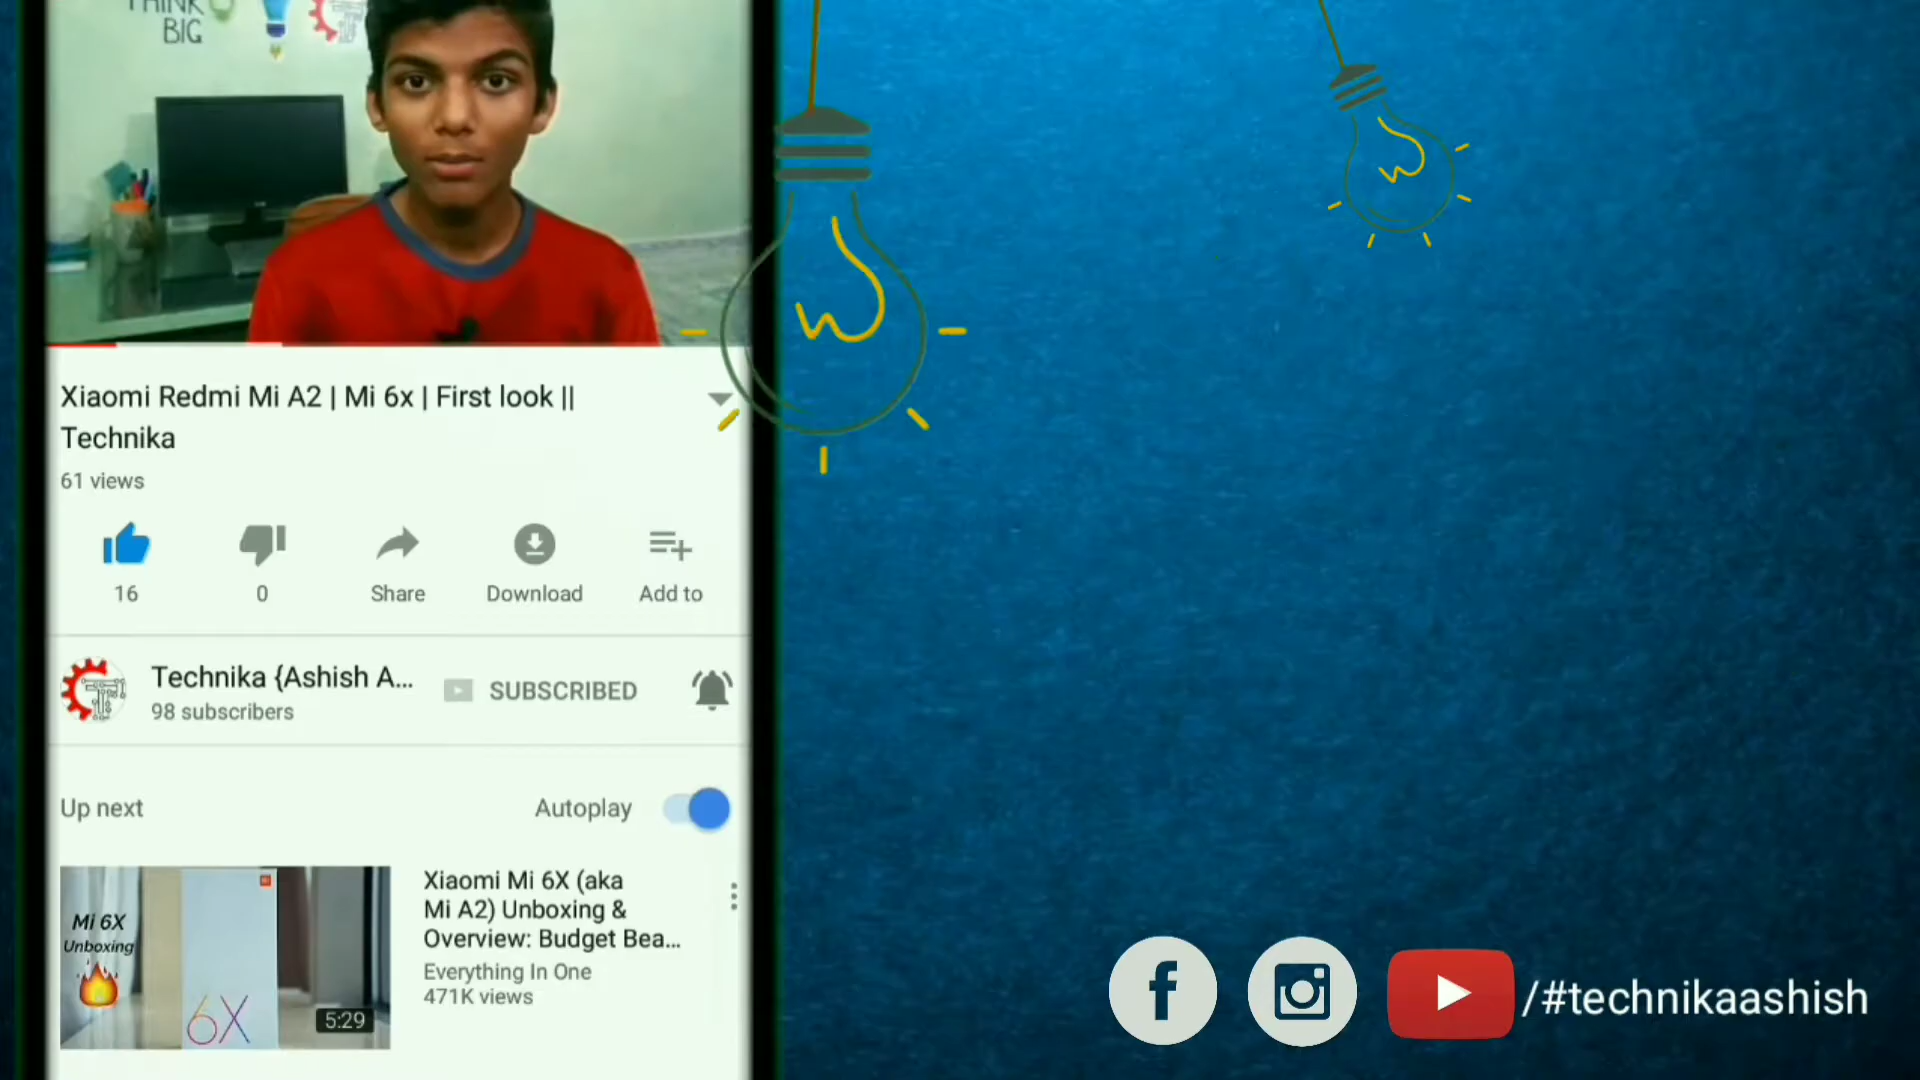 THINK
BIG
Xiaomi Redmi Mi A2 | Mi 6x | First look ||
Technika
61 views
16
0
Share
Download
Add to
Technika {Ashish A...
SUBSCRIBED
98 subscribers
Up next
Autoplay
Mi 6X
Unboxing
6X
5:29
Xiaomi Mi 6X (aka
Mi A2) Unboxing &
Overview: Budget Bea...
Everything In One
471K views
/#technikaashish